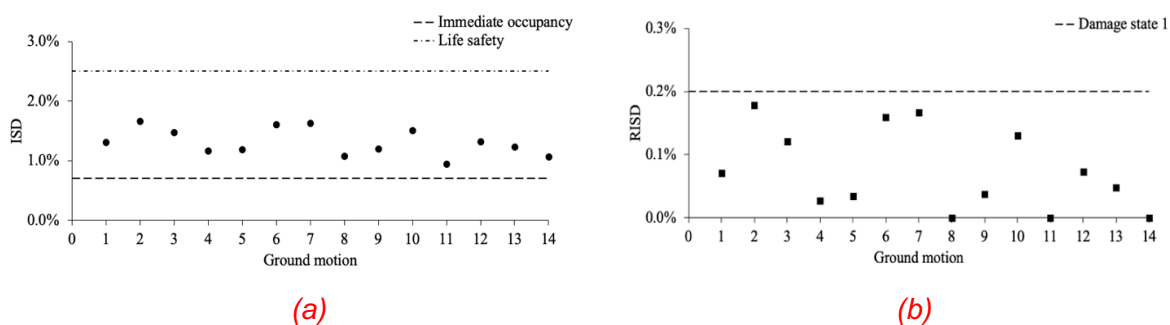 Immediate occupancy
Life safety
3.0%
2.0%
1.0%
0.0%
ISD
0 1 2 3 4 5 6 7 8 9 10 11 12 13 14
Ground motion
(a)
Damage state 1
0.3%
0.2%
0.1%
0.0%
RISD
0 1 2 3 4 5 6 7 8 9 10 11 12 13 14
Ground motion
(b)